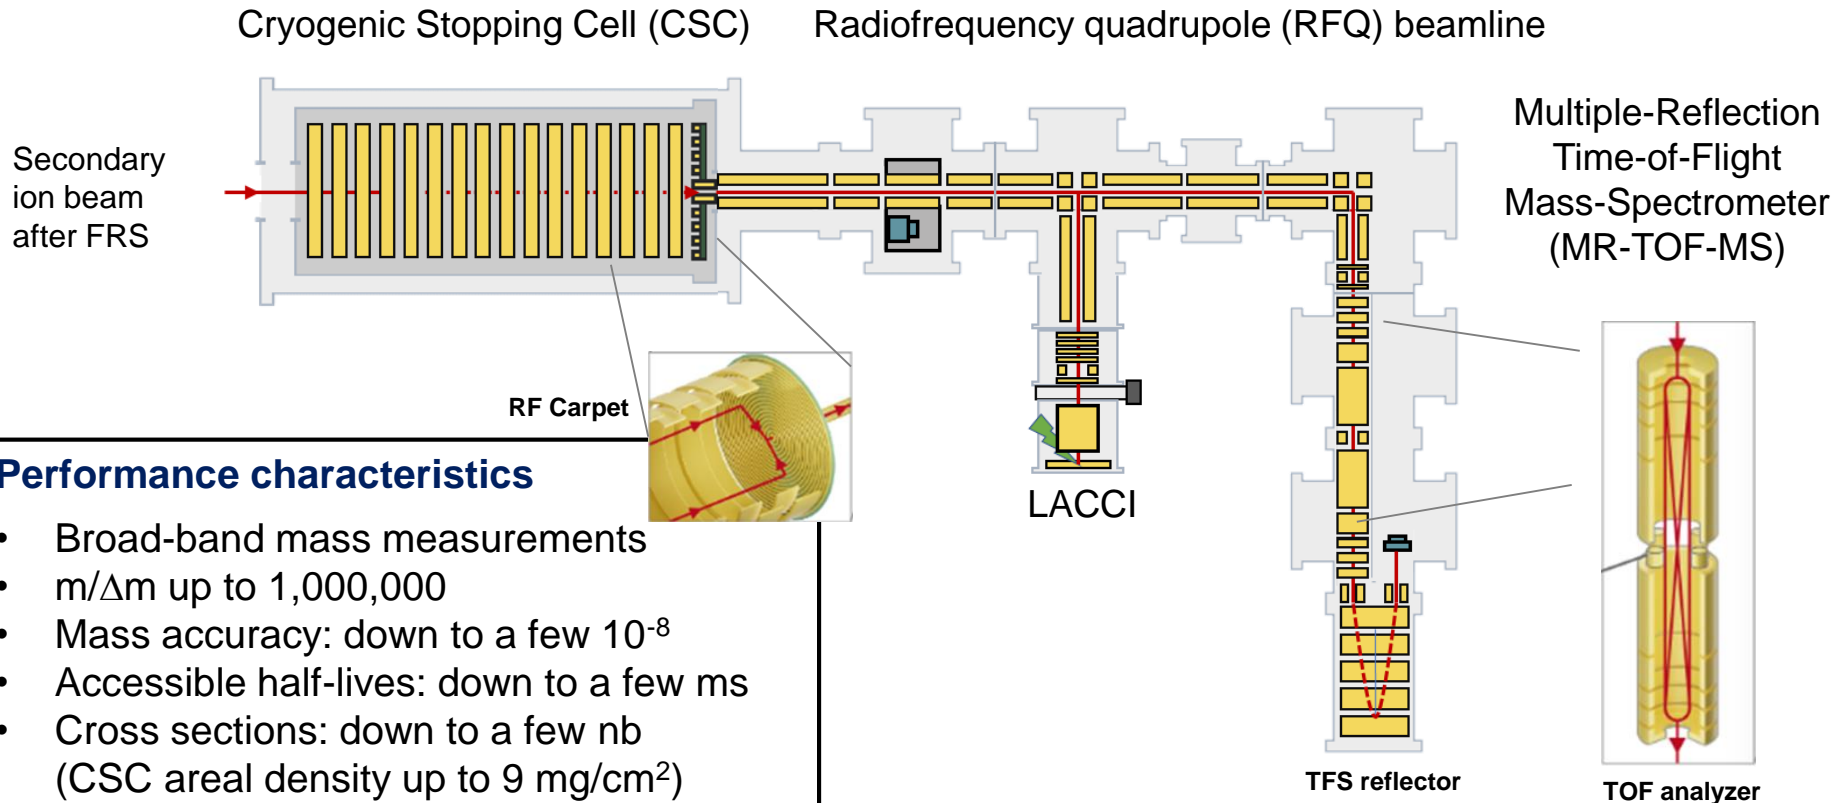 Cryogenic Stopping Cell (CSC)
Radiofrequency quadrupole (RFQ) beamline
Secondary
ion beam
after FRS
Multiple-Reflection
Time-of-Flight
Mass-Spectrometer
(MR-TOF-MS)
RF Carpet
LACCI
Performance characteristics
• Broad-band mass measurements
• m/Δm up to 1,000,000
• Mass accuracy: down to a few 10⁻⁸
• Accessible half-lives: down to a few ms
• Cross sections: down to a few nb
(CSC areal density up to 9 mg/cm²)
TFS reflector
TOF analyzer